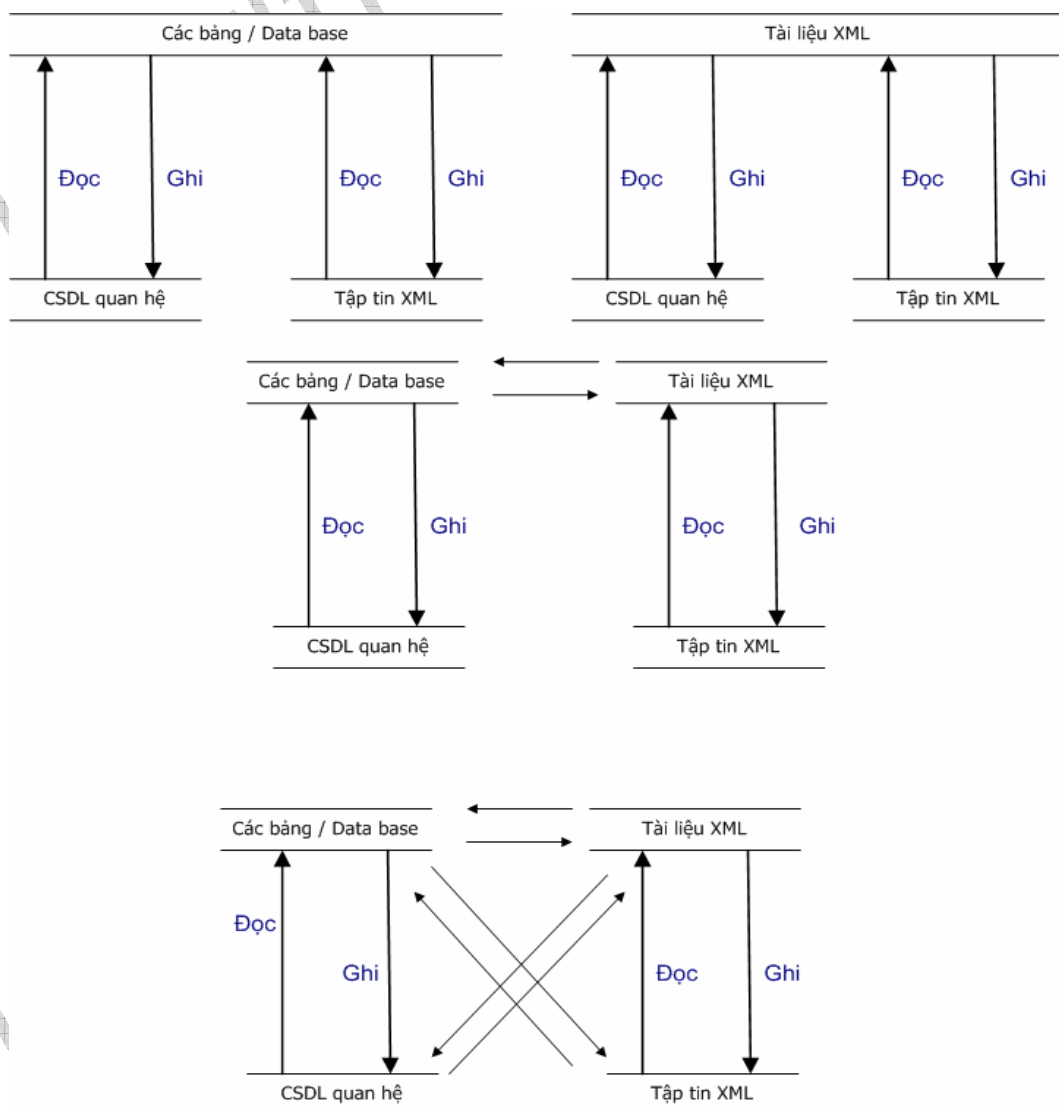 Các bảng / Data base
Tài liệu XML
Đọc
Ghi
Đọc
Ghi
Đọc
Ghi
Đọc
Ghi
CSDL quan hệ
Tập tin XML
CSDL quan hệ
Tập tin XML
Các bảng / Data base
Tài liệu XML
Đọc
Ghi
Đọc
Ghi
CSDL quan hệ
Tập tin XML
Các bảng / Data base
Tài liệu XML
Đọc
Ghi
Đọc
Ghi
CSDL quan hệ
Tập tin XML